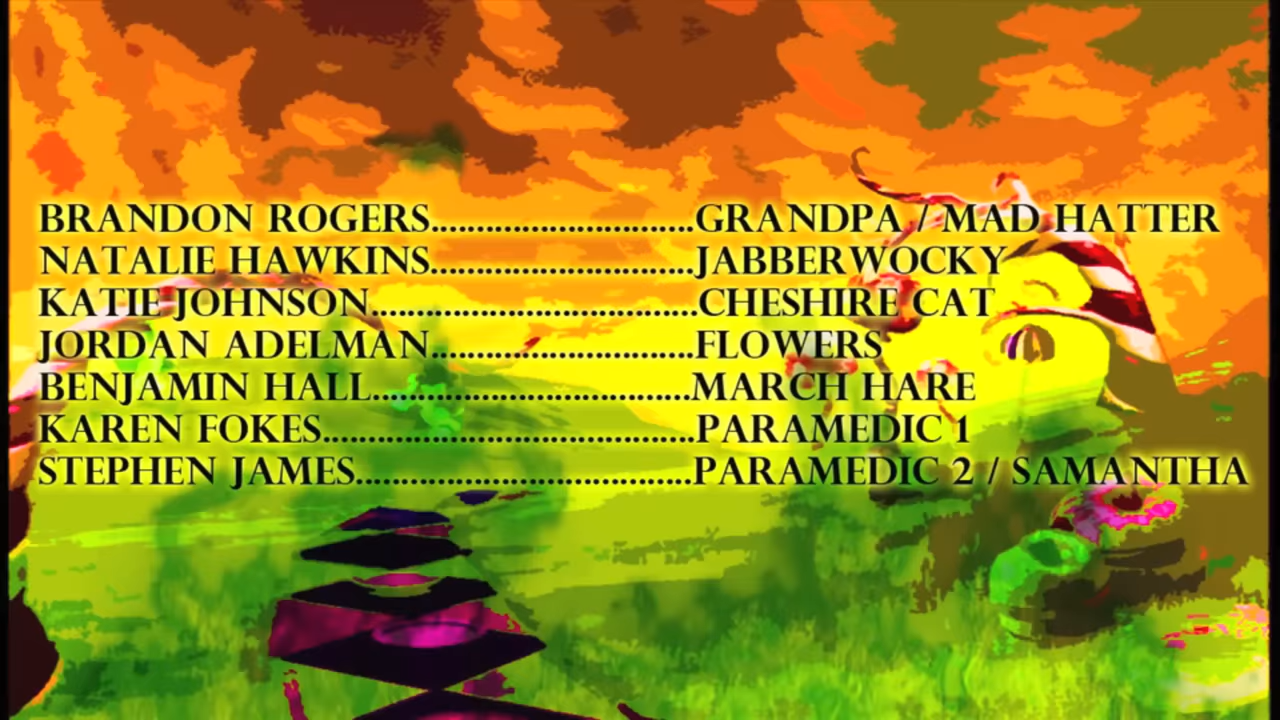 BRANDON ROGERS............................GRANDPA / MAD HATTER
NATALIE HAWKINS............................JABBERWOCKY
KATIE JOHNSON...................................CHESHIRE CAT
JORDAN ADELMAN............................FLOWERS
BENJAMIN HALL..................................MARCH HARE
KAREN FOKES.......................................PARAMEDIC 1
STEPHEN JAMES....................................PARAMEDIC 2 / SAMANTHA